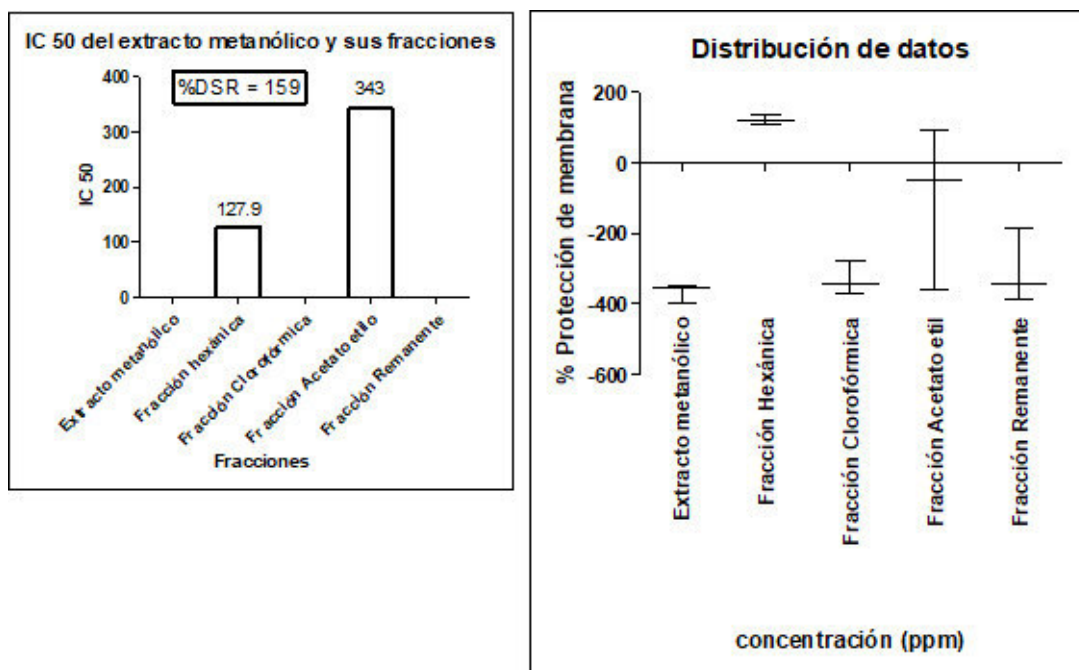 IC 50 del extracto metanólico y sus fracciones
%DSR = 159
400
300
200
100
0
IC 50
127.9
343
Extracto metanólico
Fracción hexánica
Fracción Clorofórmica
Fracción Acetato etilo
Fracción Remanente
Fracciones
Distribución de datos
% Protección de membrana
200
0
-200
-400
-600
Extracto metanólico
Fracción Hexánica
Fracción Clorofórmica
Fracción Acetato etil
Fracción Remanente
concentración (ppm)